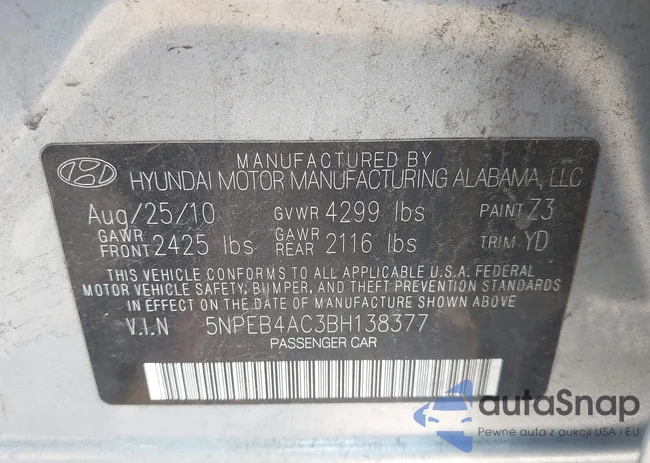 MANUFACTURED BY
HYUNDAI MOTOR MANUFACTURING ALABAMA, LLC
Aug/25/10 GVWR 4299 lbs PAINT Z3
GAWR FRONT 2425 lbs GAWR REAR 2116 lbs TRIM YD
THIS VEHICLE CONFORMS TO ALL APPLICABLE U.S.A. FEDERAL
MOTOR VEHICLE SAFETY, BUMPER, AND THEFT PREVENTION STANDARDS
IN EFFECT ON THE DATE OF MANUFACTURE SHOWN ABOVE.
V.I.N 5NPEB4AC3BH138377
PASSENGER CAR
autaSnap
Pewne auto z aukcji USA i EU